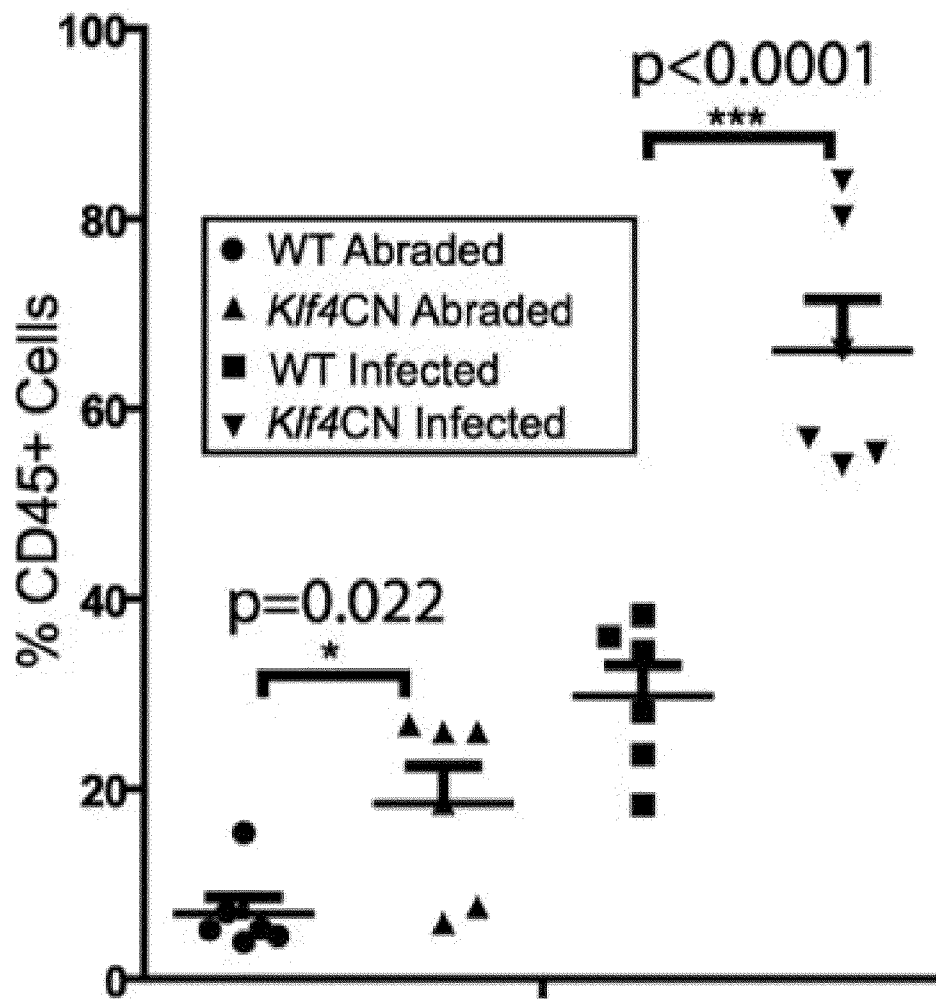 100
p<0.0001
***
80
WT Abraded
Klf4CN Abraded
WT Infected
Klf4CN Infected
60
% CD45+ Cells
40
p=0.022
*
20
0